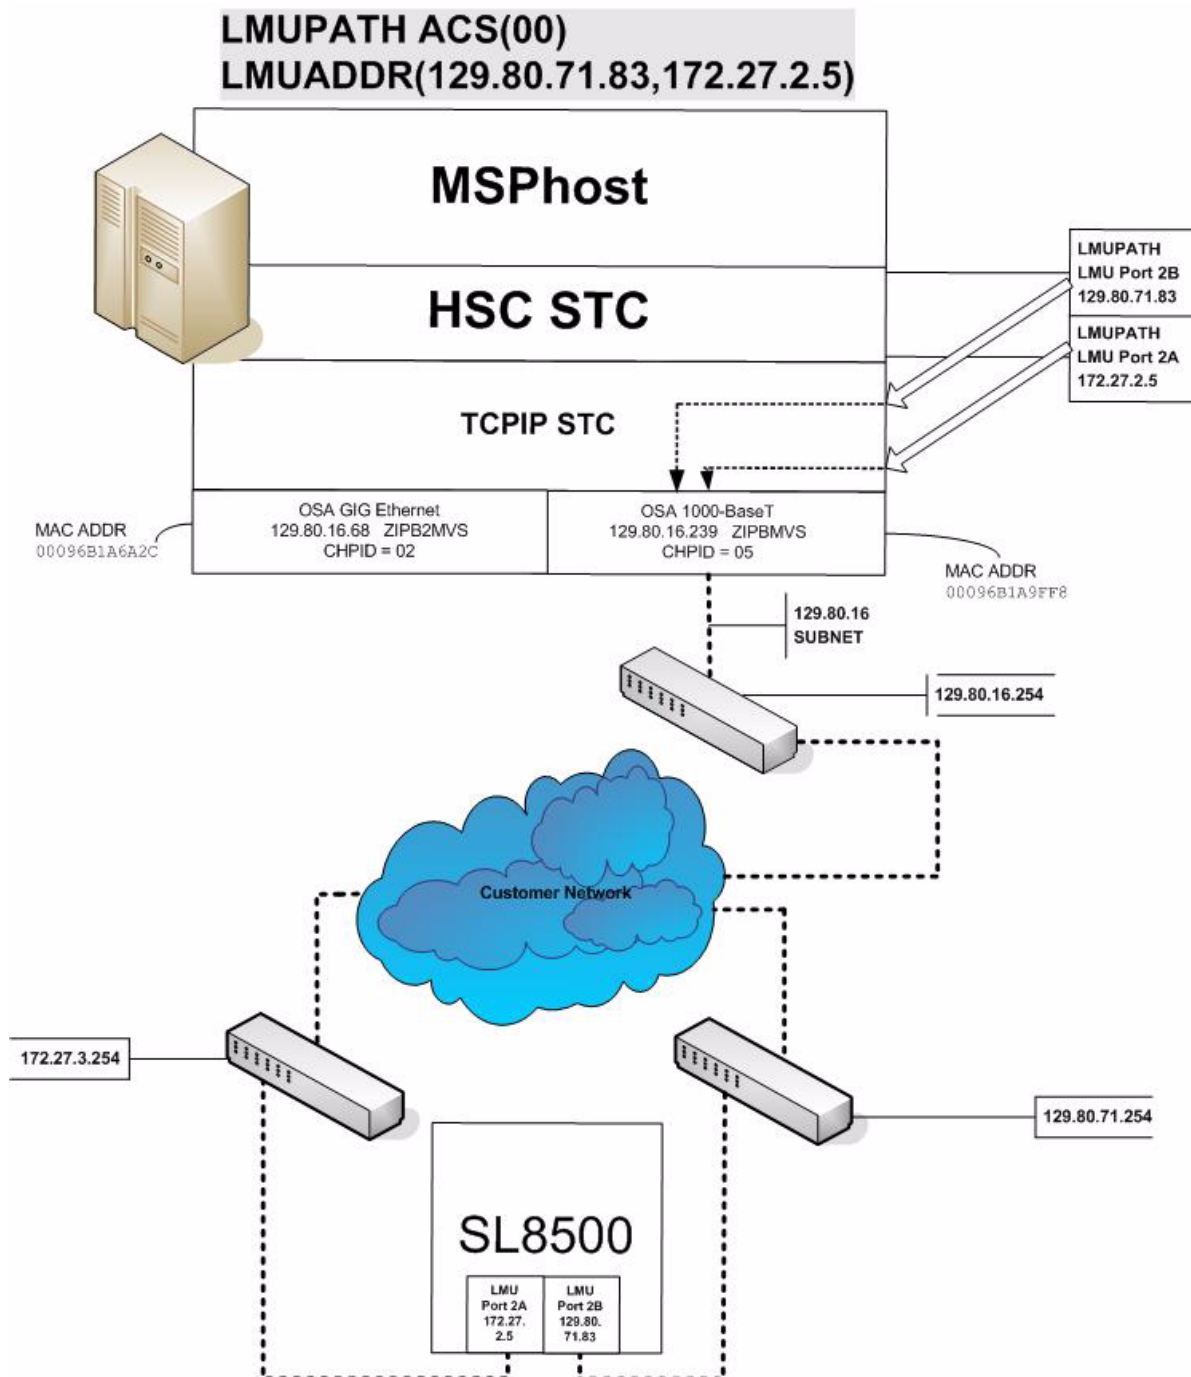 LMUPATH ACS(00)
LMUADDR(129.80.71.83,172.27.2.5)
MSPhost
HSC STC
TCPIP STC
LMUPATH
LMU Port 2B
129.80.71.83
LMUPATH
LMU Port 2A
172.27.2.5
OSA GIG Ethernet
129.80.16.68 ZIPB2MVS
CHPID = 02
OSA 1000-BaseT
129.80.16.239 ZIPBMVS
CHPID = 05
MAC ADDR
00096B1A6A2C
MAC ADDR
00096B1A9FF8
129.80.16
SUBNET
129.80.16.254
Customer Network
172.27.3.254
129.80.71.254
SL8500
LMU
Port 2A
172.27.
2.5
LMU
Port 2B
129.80.
71.83